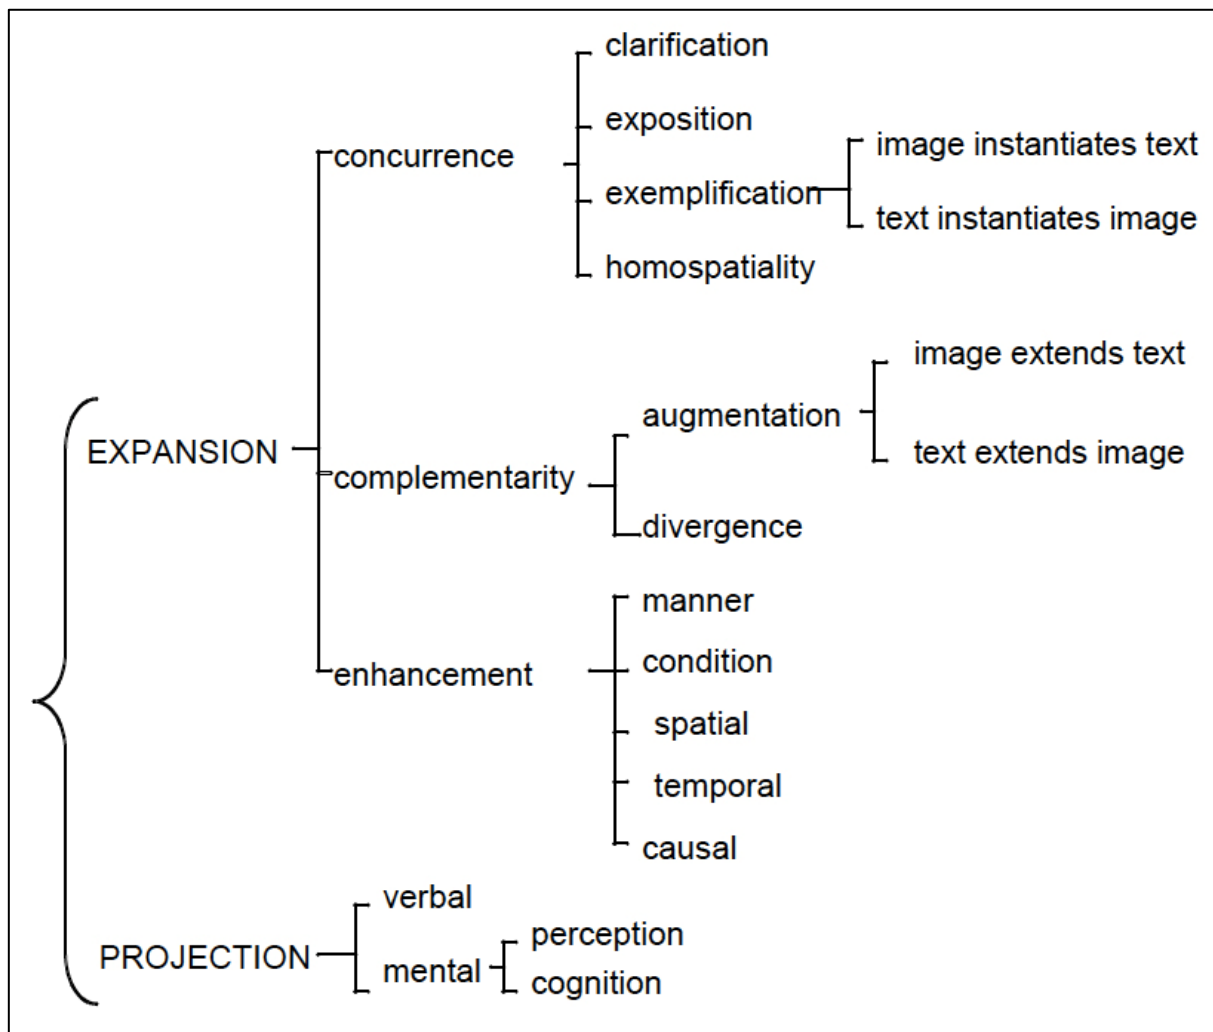 clarification
exposition
concurrence
image instantiates text
exemplification
text instantiates image
homospatiality
image extends text
augmentation
EXPANSION
text extends image
complementarity
divergence
manner
condition
enhancement
spatial
temporal
causal
verbal
perception
PROJECTION
mental
cognition